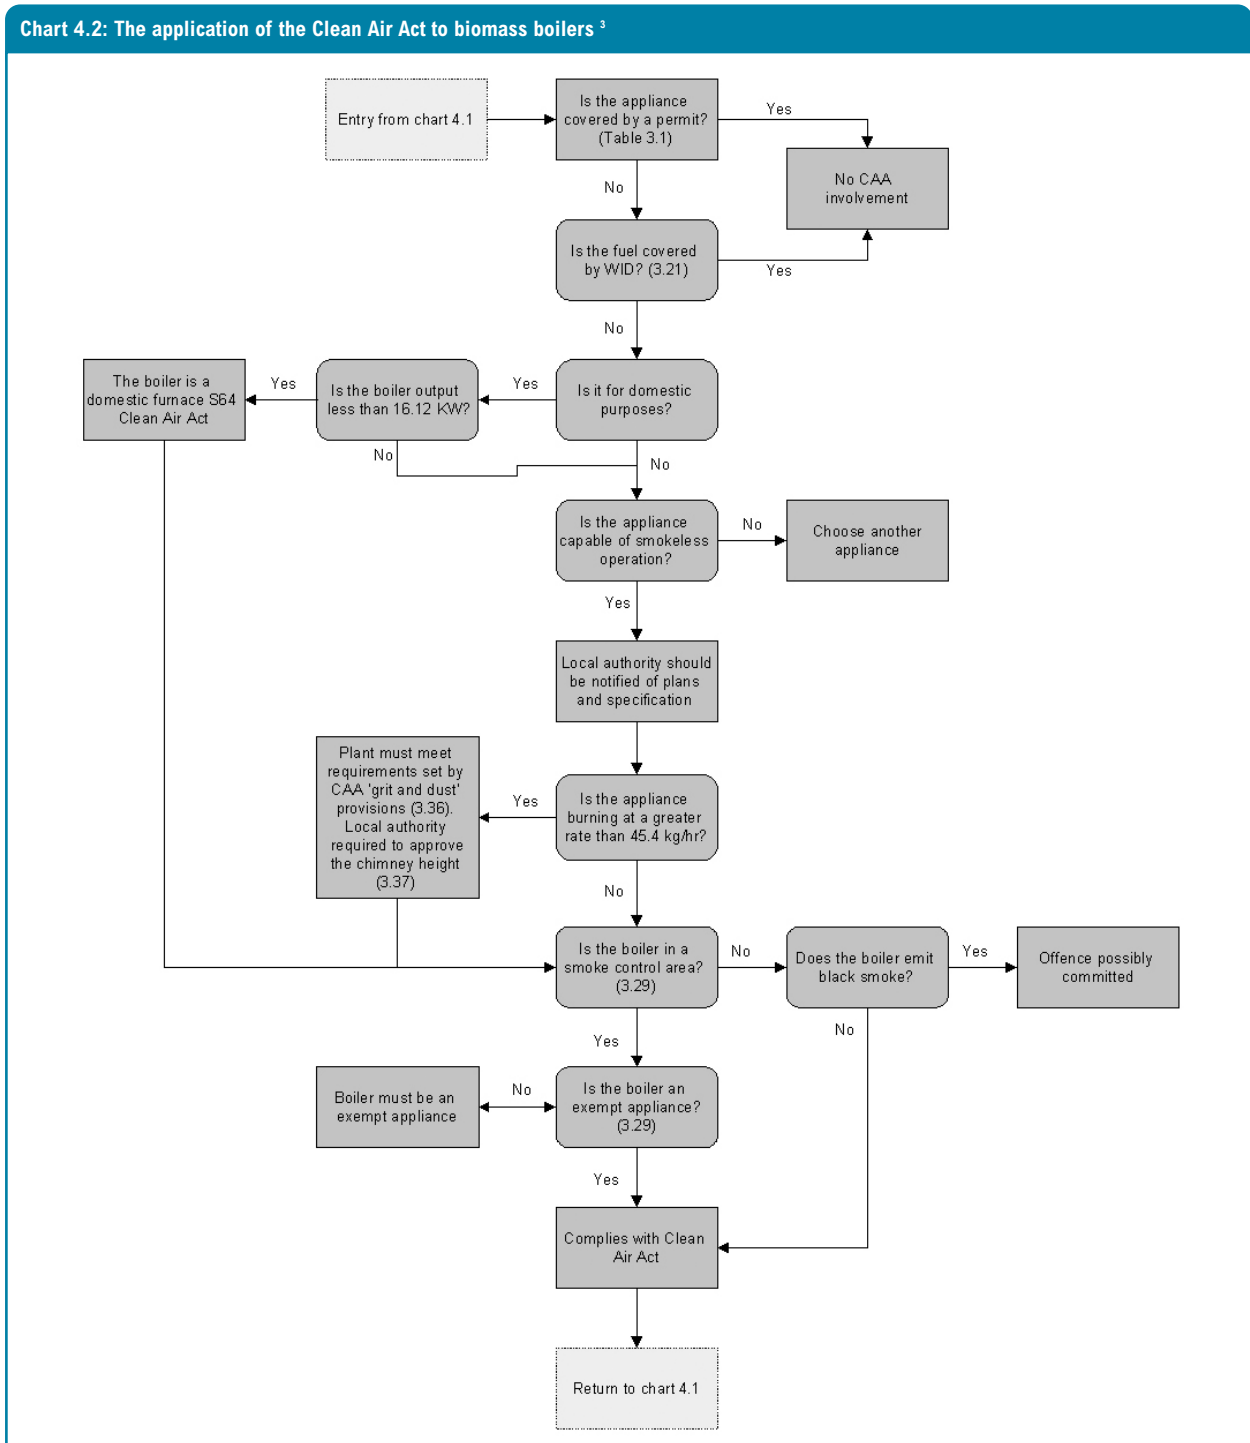 Chart 4.2: The application of the Clean Air Act to biomass boilers 3
Entry from chart 4.1
Is the appliance
covered by a permit?
(Table 3.1)
Yes
No CAA
involvement
No
Is the fuel covered
by WID? (3.21)
Yes
No
The boiler is a
domestic furnace S64
Clean Air Act
Yes
Is the boiler output
less than 16.12 KW?
Yes
Is it for domestic
purposes?
No
No
Is the appliance
capable of smokeless
operation?
No
Choose another
appliance
Yes
Local authority should
be notified of plans
and specification
Plant must meet
requirements set by
CAA 'grit and dust'
provisions (3.36).
Local authority
required to approve
the chimney height
(3.37)
Yes
Is the appliance
burning at a greater
rate than 45.4 kg/hr?
No
Is the boiler in a
smoke control area?
(3.29)
No
Does the boiler emit
black smoke?
Yes
Offence possibly
committed
Yes
No
Boiler must be an
exempt appliance
No
Is the boiler an
exempt appliance?
(3.29)
Yes
Complies with Clean
Air Act
Return to chart 4.1